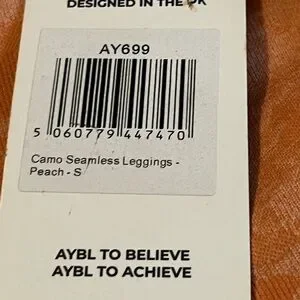 DESIGNED IN THE UK
AY699
5 060779 447470
Camo Seamless Leggings -
Peach - S
AYBL TO BELIEVE
AYBL TO ACHIEVE